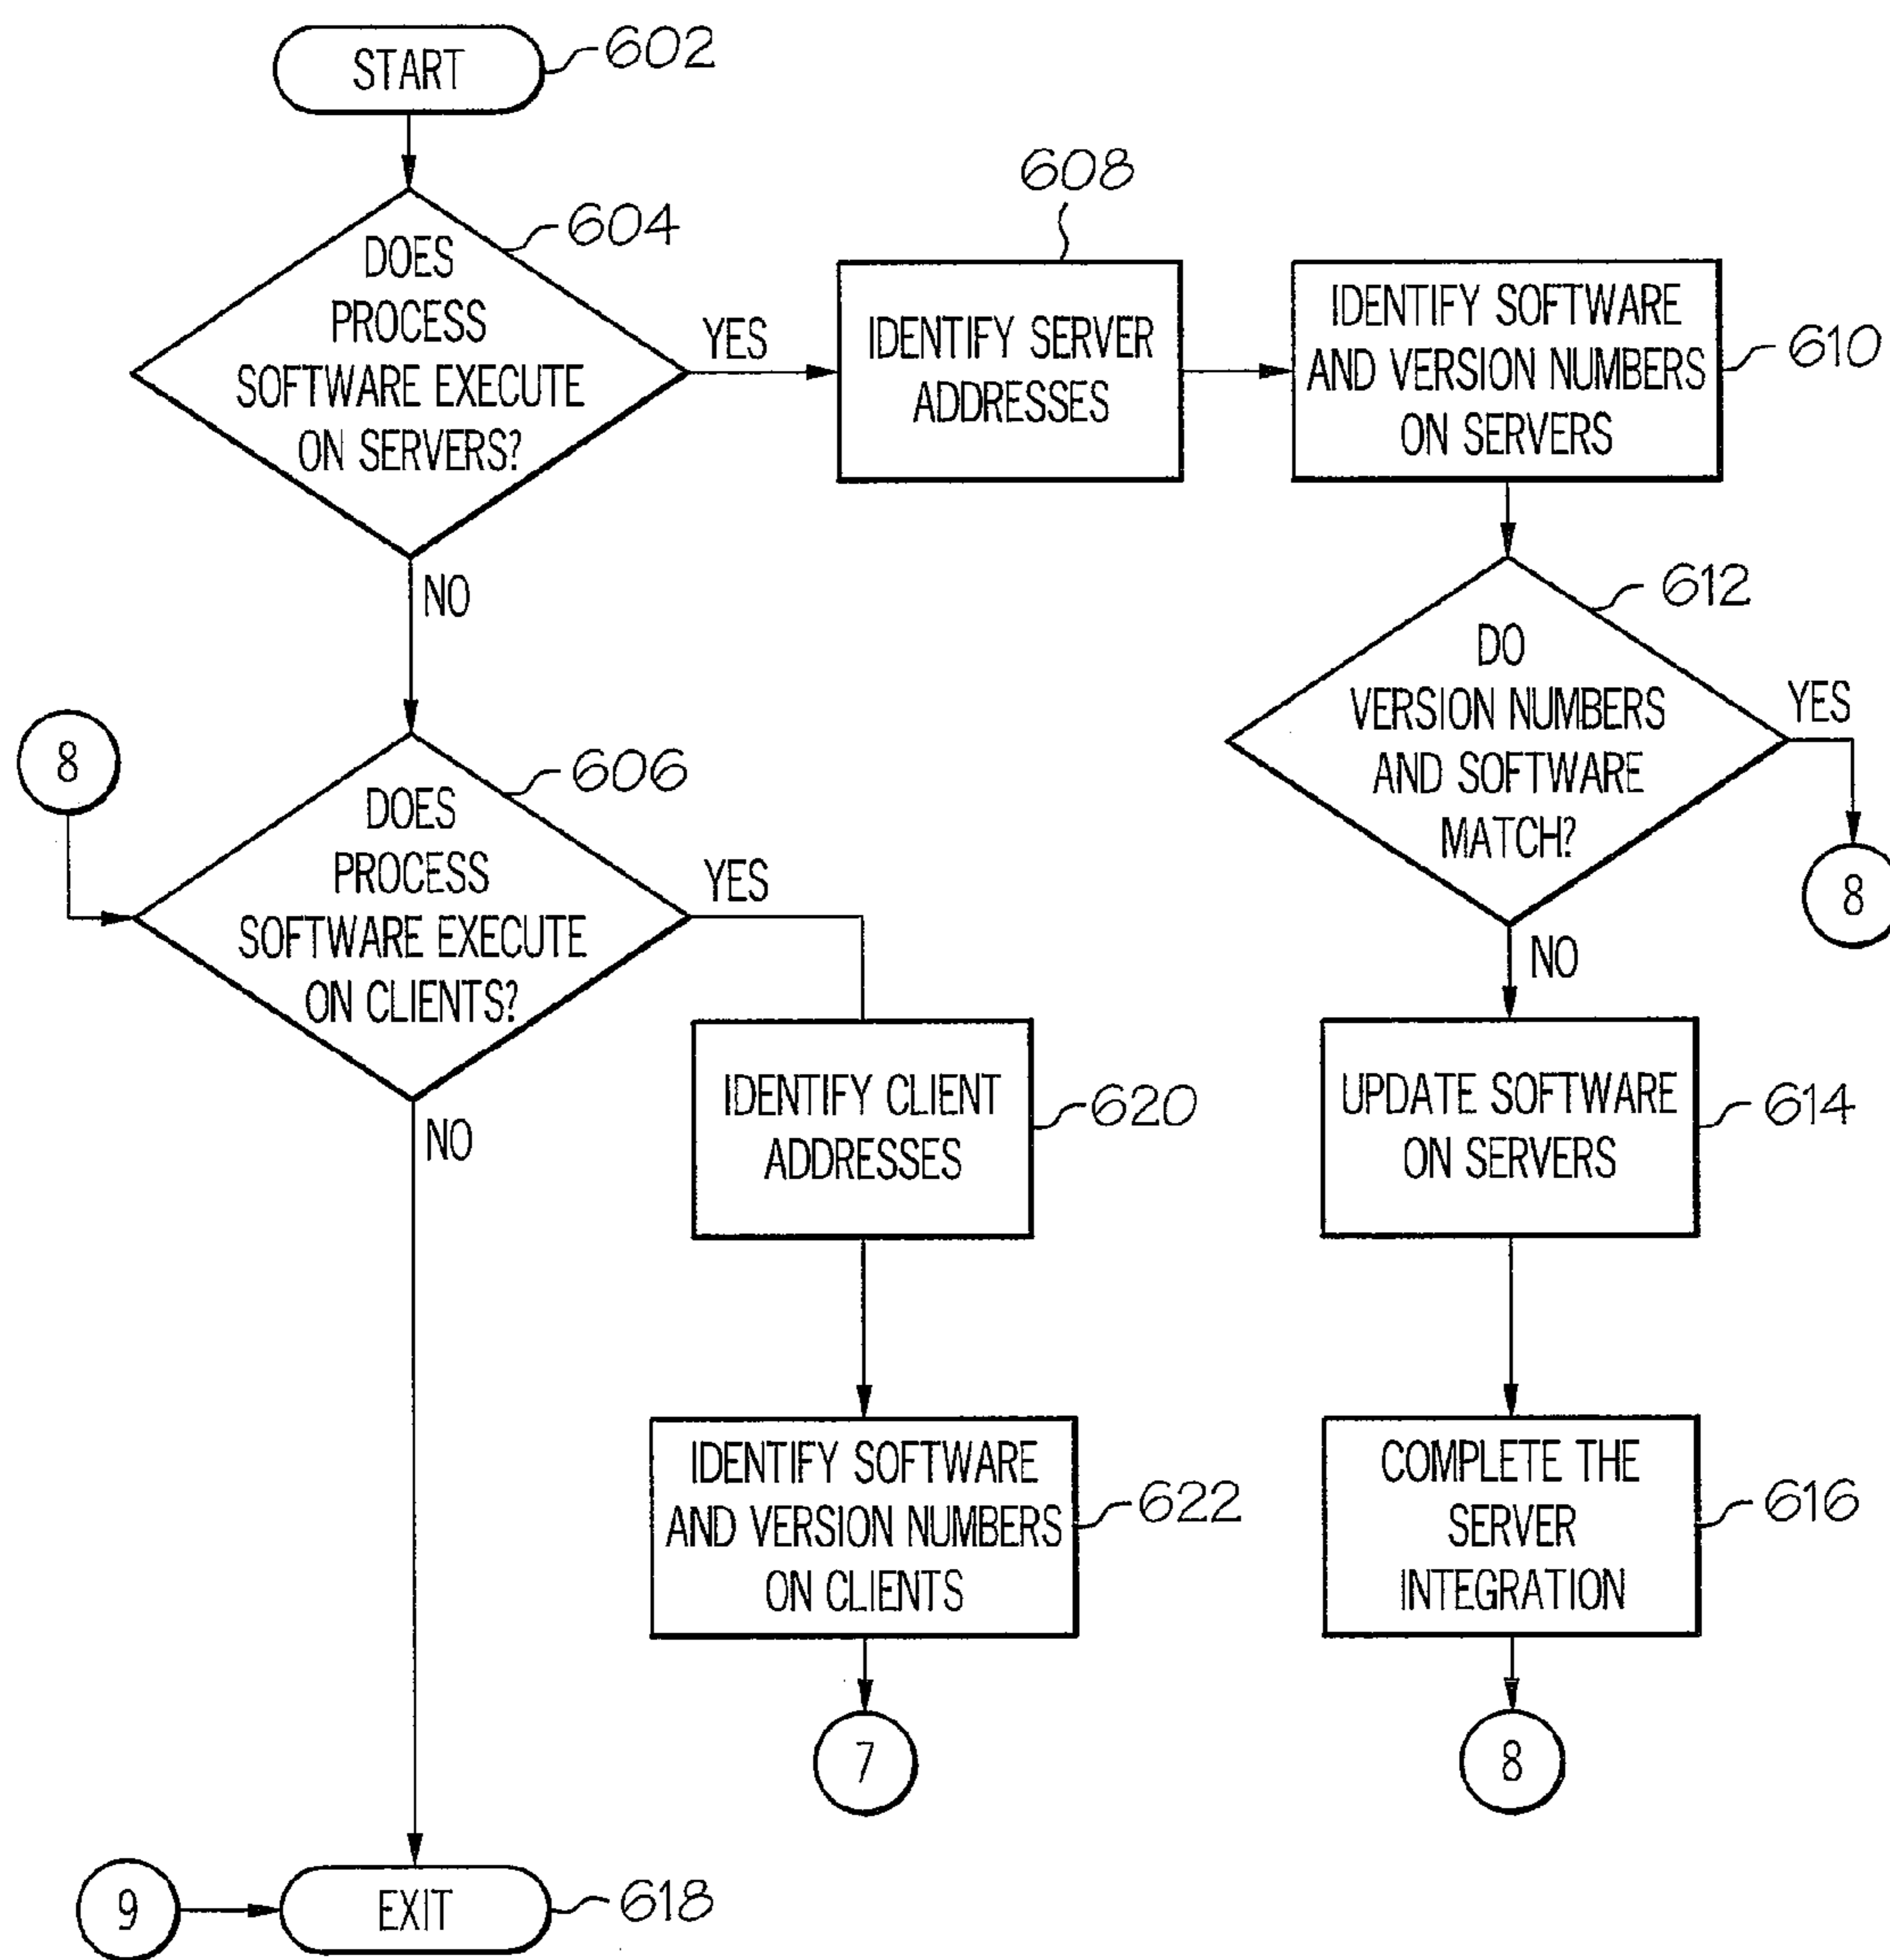 START
602
DOES
PROCESS
SOFTWARE EXECUTE
ON SERVERS?
604
YES
NO
608
IDENTIFY SERVER
ADDRESSES
IDENTIFY SOFTWARE
AND VERSION NUMBERS
ON SERVERS
610
DO
VERSION NUMBERS
AND SOFTWARE
MATCH?
612
YES
8
NO
8
DOES
PROCESS
SOFTWARE EXECUTE
ON CLIENTS?
606
YES
NO
IDENTIFY CLIENT
ADDRESSES
620
UPDATE SOFTWARE
ON SERVERS
614
IDENTIFY SOFTWARE
AND VERSION NUMBERS
ON CLIENTS
622
COMPLETE THE
SERVER
INTEGRATION
616
7
8
9
EXIT
618